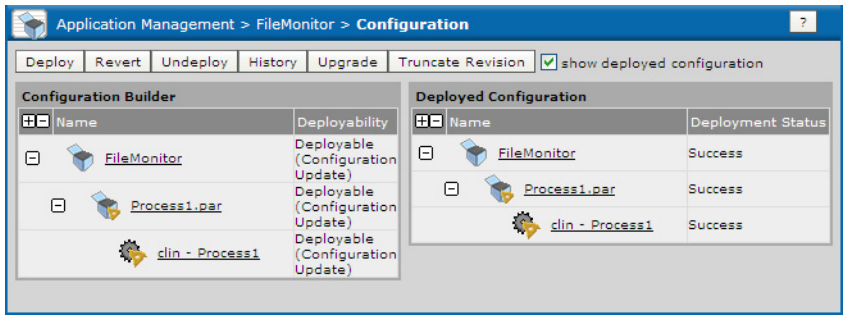 Application Management > FileMonitor > Configuration
?
Deploy Revert Undeploy History Upgrade Truncate Revision show deployed configuration
Configuration Builder
Name Deployability
FileMonitor
Deployable
(Configuration
Update)
Process1.par
Deployable
(Configuration
Update)
clin - Process1
Deployable
(Configuration
Update)
Deployed Configuration
Name Deployment Status
FileMonitor Success
Process1.par Success
clin - Process1 Success